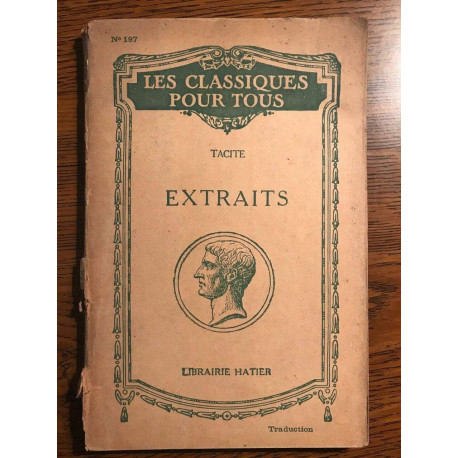 N° 197
LES CLASSIQUES
POUR TOUS
TACITE
EXTRAITS
LIBRAIRIE HATIER
Traduction